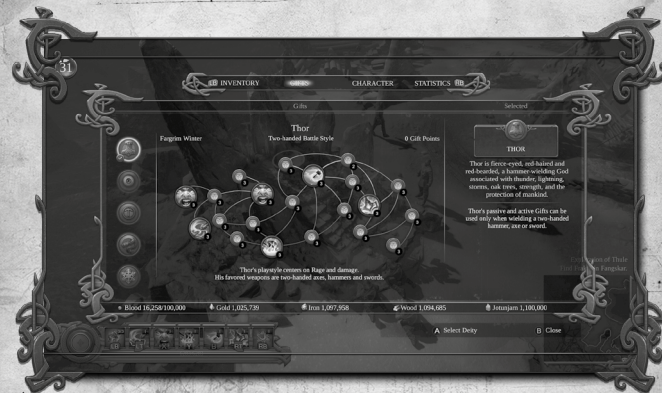 31
LB INVENTORY
CHARACTER
STATISTICS RB
Gifts
Selected
Fargrim Winter
Thor
Two-handed Battle Style
0 Gift Points
THOR
Thor is fierce-eyed, red-haired and
red-bearded, a hammer-wielding God
associated with thunder, lightning,
storms, oak trees, strength, and the
protection of mankind.
Thor's passive and active Gifts can be
used only when wielding a two-handed
hammer, axe or sword.
Thor's playstyle centers on Rage and damage.
His favored weapons are two-handed axes, hammers and swords.
Blood 16,258/100,000
Gold 1,025,739
Iron 1,097,958
Wood 1,094,685
Jotunjarn 1,100,000
A Select Deity
B Close